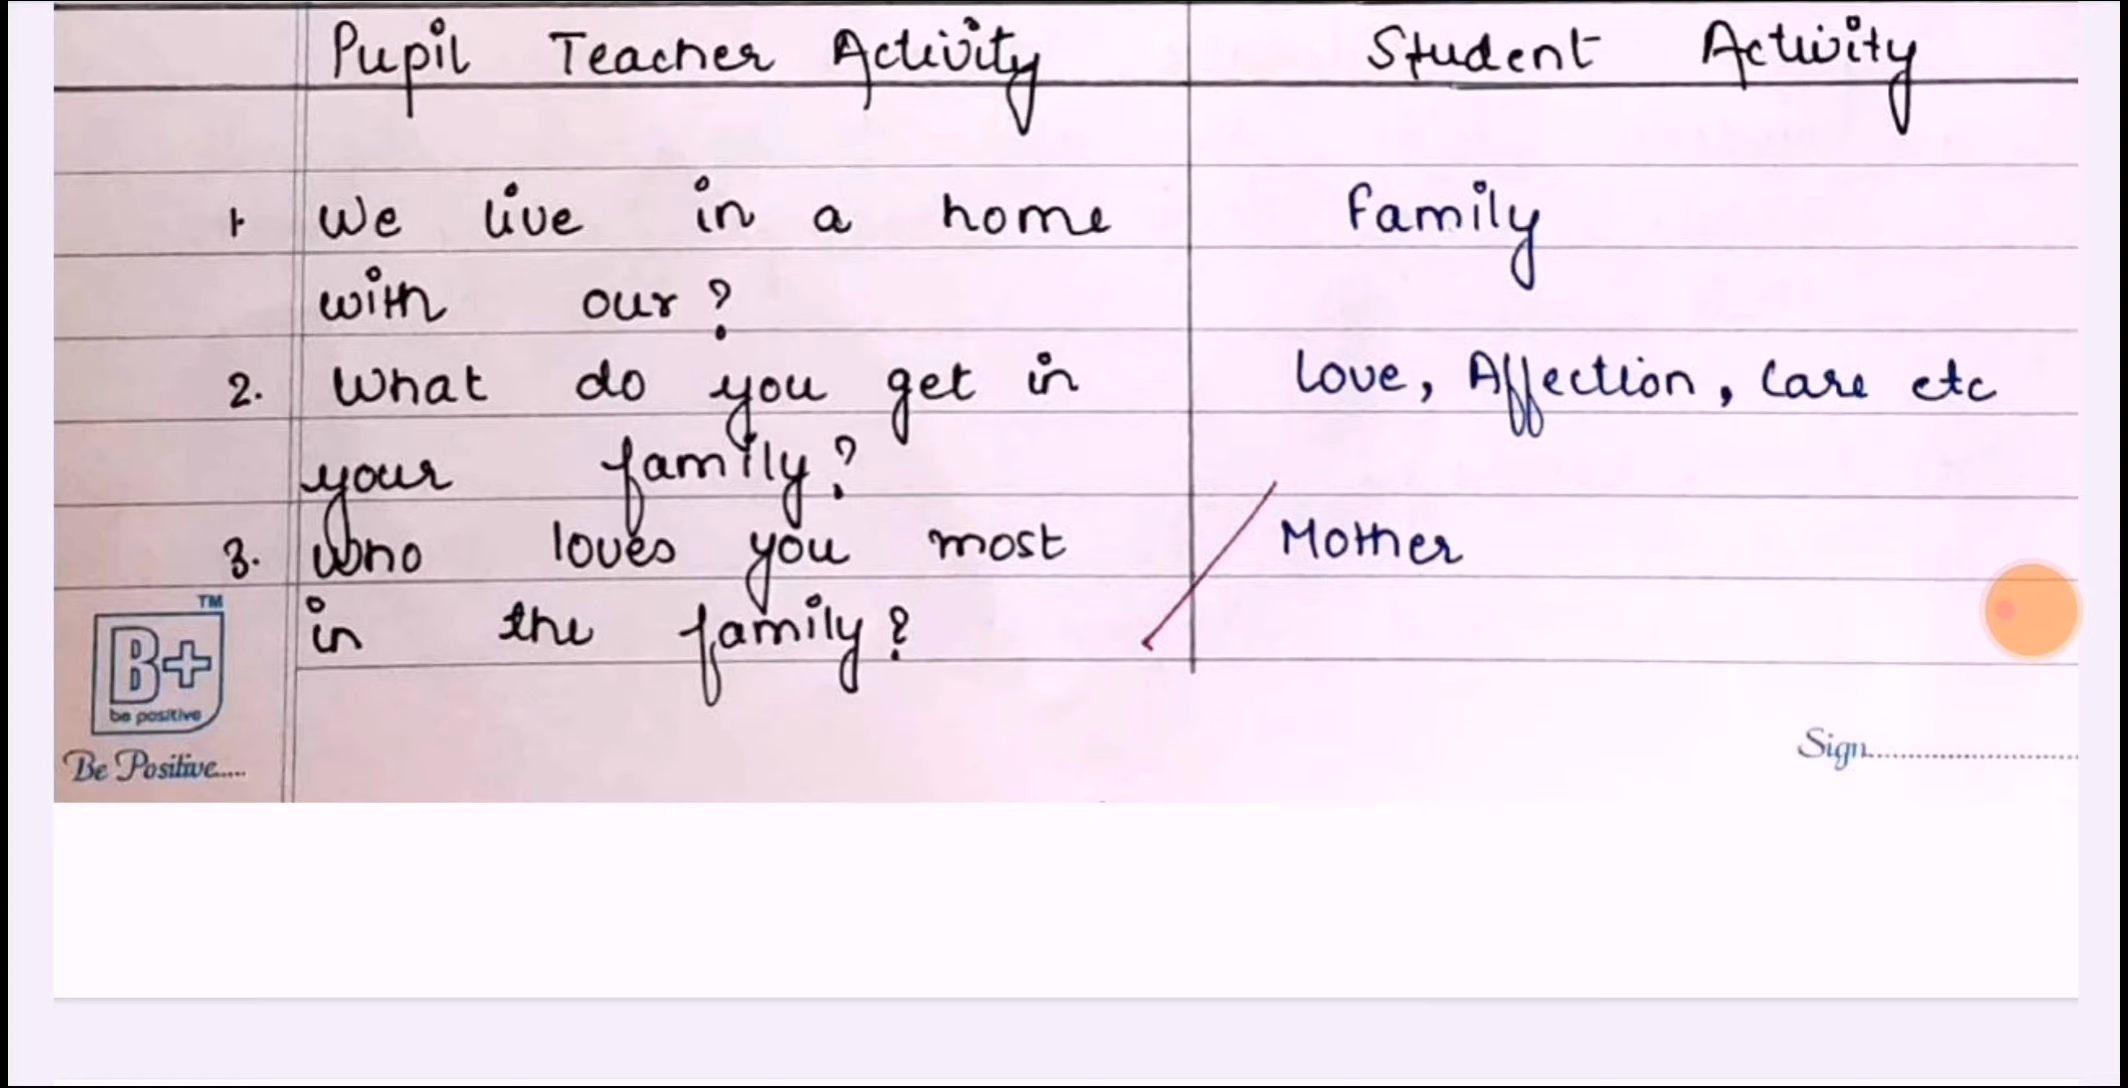 Pupil Teacher Activity Student Activity
1. We live in a home Family
with our?
2. What do you get in Love, Affection, Care etc
your family?
3. Who loves you most Mother
in the family?
TM
B+
be positive
Be Positive.....
Sign..............................